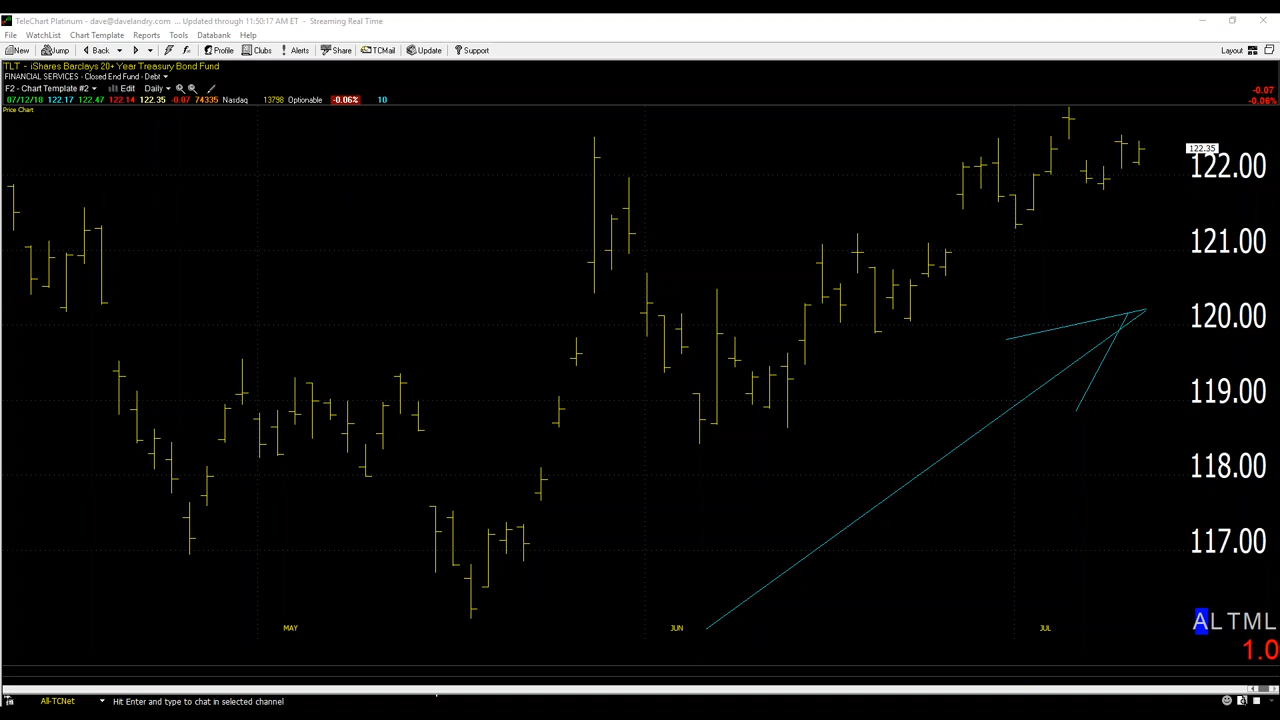 TeleChart Platinum - dave@davelandry.com ... Updated through 11:50:17 AM ET - Streaming Real Time
File WatchList Chart Template Reports Tools Databank Help
New Jump Back Profile Clubs Alerts Share TCMail Update Support Layout
TLT - iShares Barclays 20+ Year Treasury Bond Fund
FINANCIAL SERVICES - Closed End Fund - Debt
F2 - Chart Template #2 Edit Daily
-0.07
07/12/18 122.17 122.47 122.14 122.35 -0.07 74335 Nasdaq 13798 Optionable -0.06% 10
-0.06%
Price Chart
122.35
122.00
121.00
120.00
119.00
118.00
117.00
MAY JUN JUL
ALTML
1.0
All-TCNet Hit Enter and type to chat in selected channel